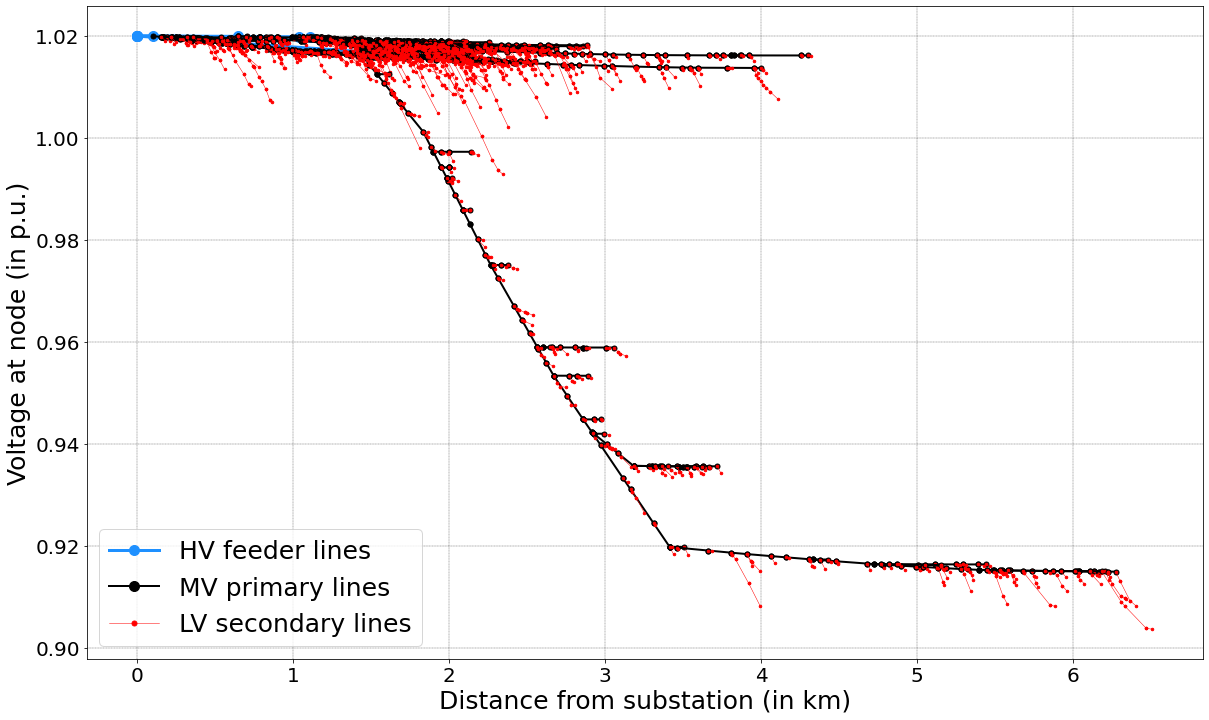 Voltage at node (in p.u.)
1.02
1.00
0.98
0.96
0.94
0.92
0.90
HV feeder lines
MV primary lines
LV secondary lines
0 1 2 3 4 5 6
Distance from substation (in km)